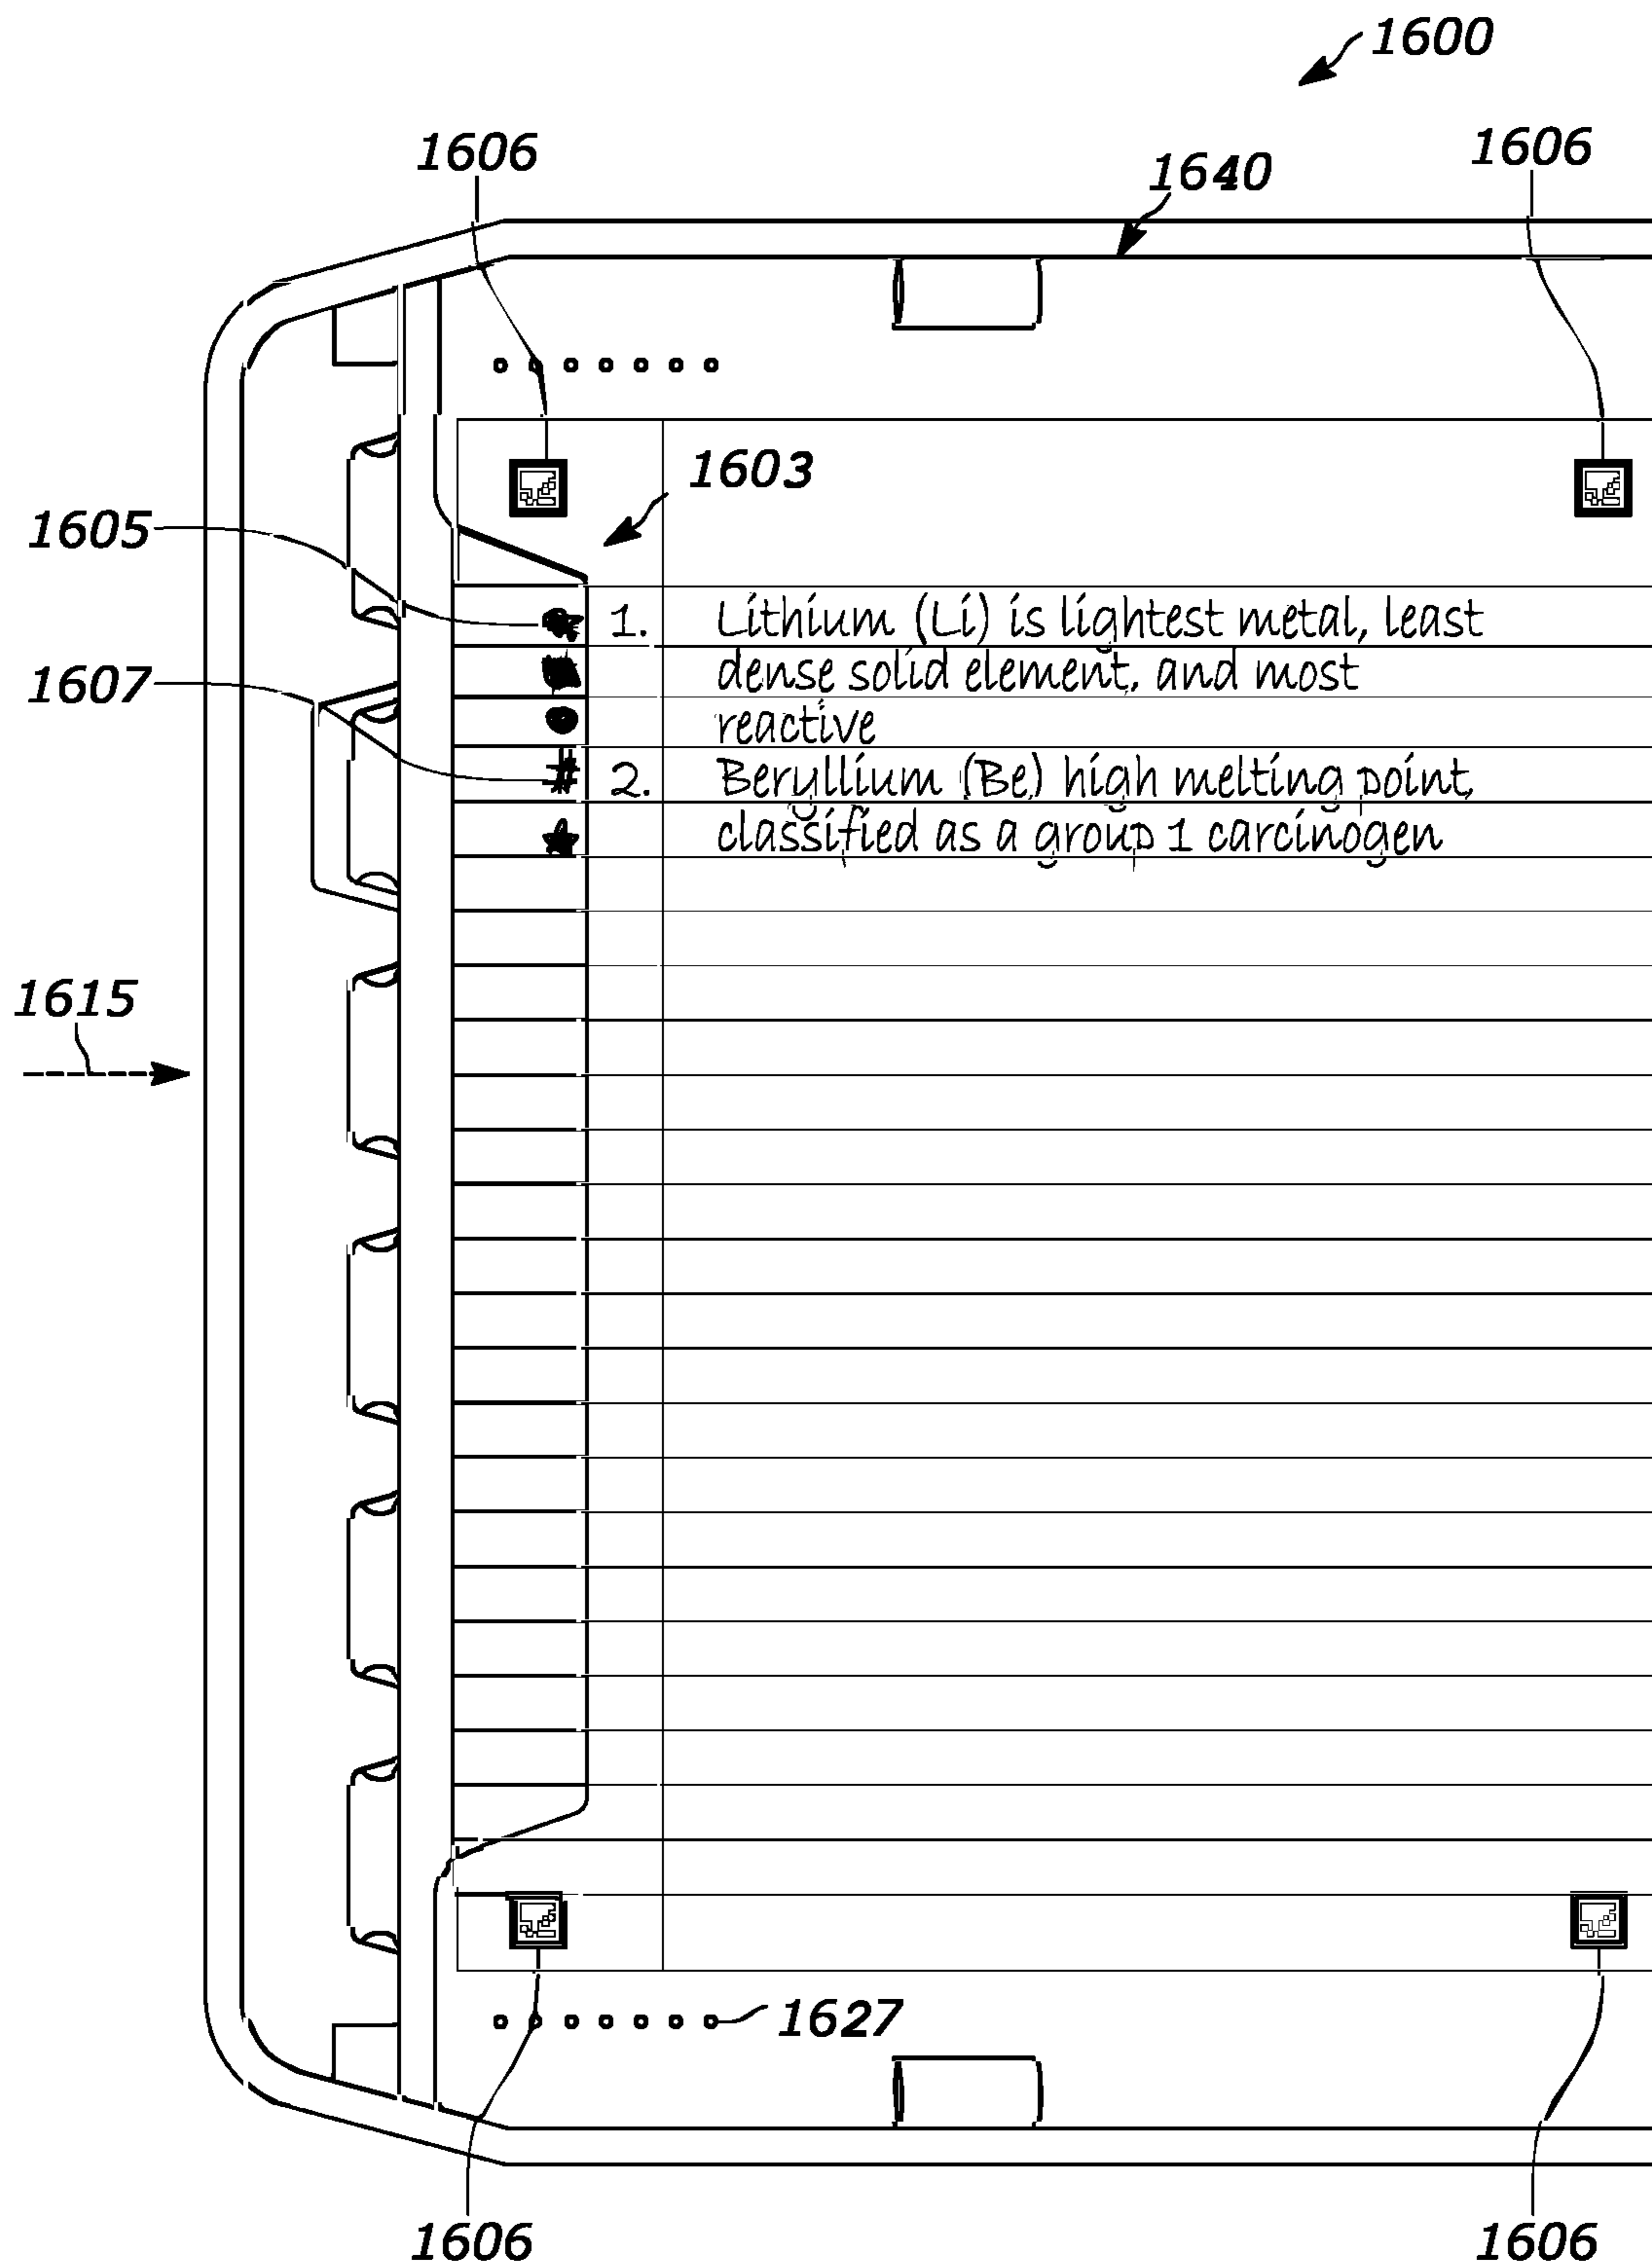 1600
1606
1640
1606
1603
1605
1. Lithium (Li) is lightest metal, least
dense solid element, and most
1607
reactive
# 2. Beryllium (Be) high melting point,
classified as a group 1 carcinogen
1615
1627
1606
1606